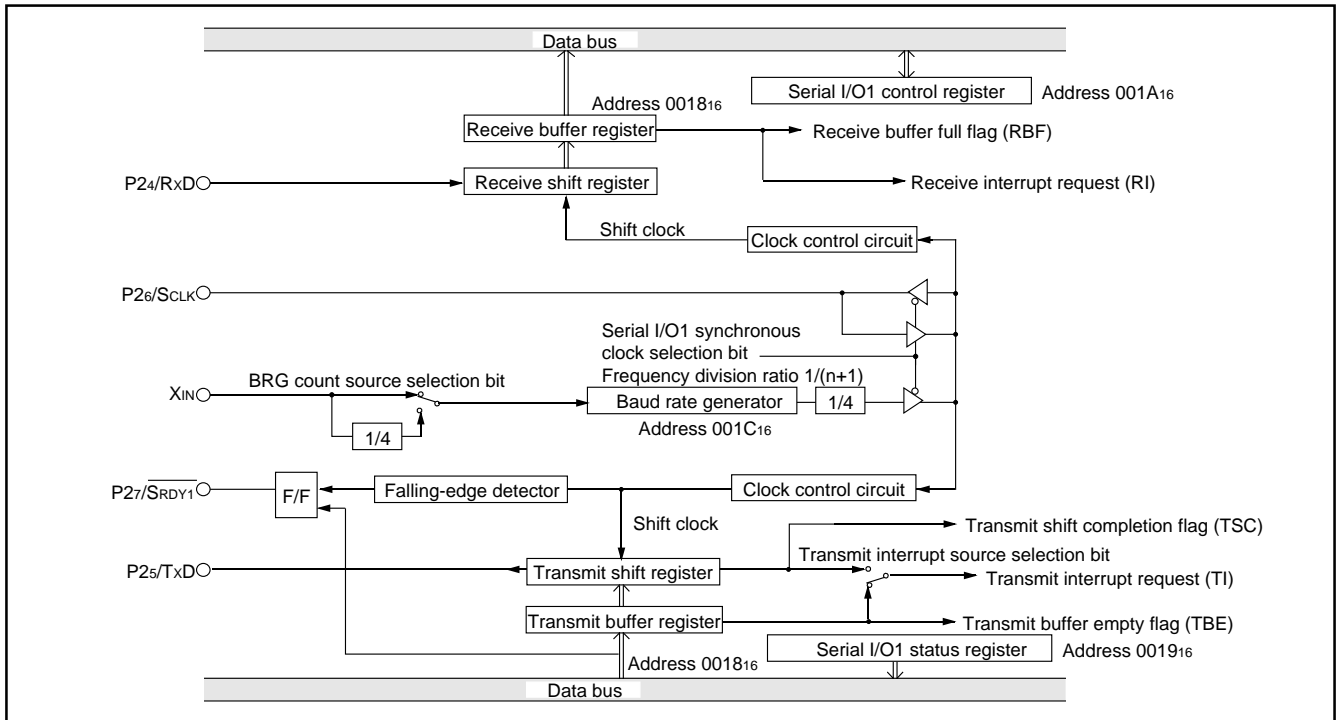 Data bus
Serial I/O1 control register
Address 001A16
Address 001816
Receive buffer register
Receive buffer full flag (RBF)
P24/RXD
Receive shift register
Receive interrupt request (RI)
Shift clock
Clock control circuit
P26/SCLK
Serial I/O1 synchronous
clock selection bit
BRG count source selection bit
Frequency division ratio 1/(n+1)
XIN
Baud rate generator
1/4
1/4
Address 001C16
P27/SRDY1
F/F
Falling-edge detector
Clock control circuit
Shift clock
Transmit shift completion flag (TSC)
Transmit interrupt source selection bit
P25/TXD
Transmit shift register
Transmit interrupt request (TI)
Transmit buffer register
Transmit buffer empty flag (TBE)
Address 001816
Serial I/O1 status register
Address 001916
Data bus